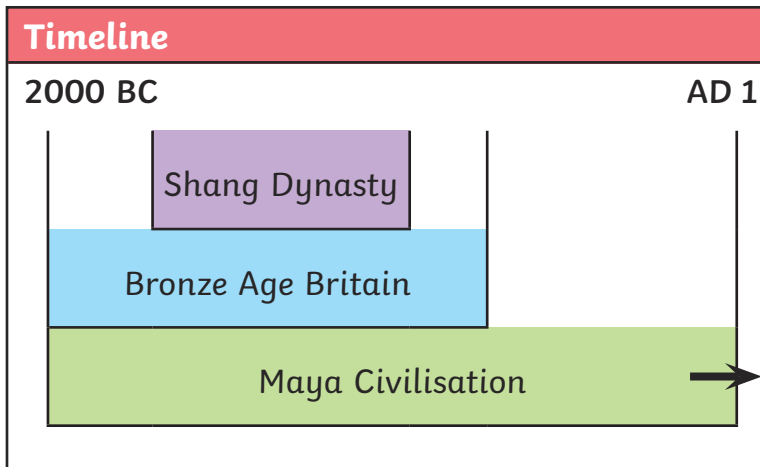 Timeline
2000 BC AD 1
Shang Dynasty
Bronze Age Britain
Maya Civilisation